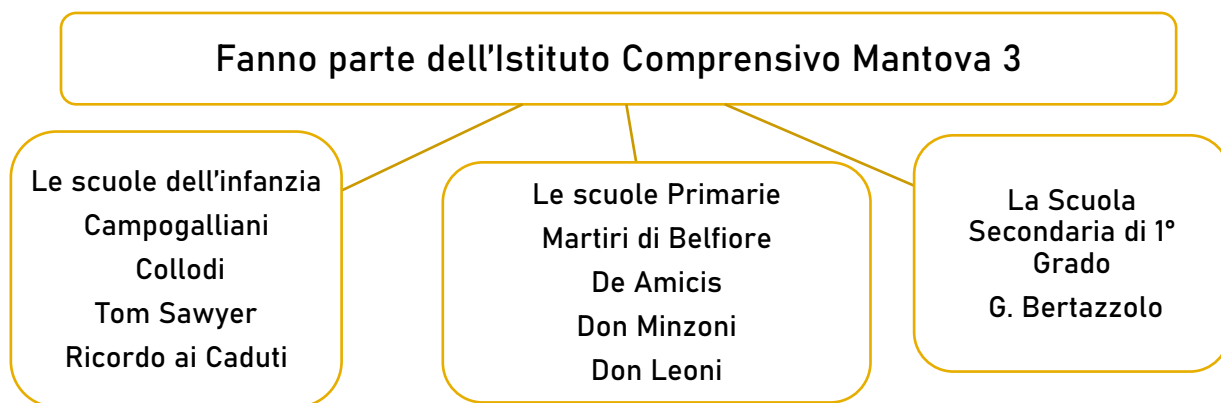 Fanno parte dell'Istituto Comprensivo Mantova 3
Le scuole dell'infanzia
Campogalliani
Collodi
Tom Sawyer
Ricordo ai Caduti
Le scuole Primarie
Martiri di Belfiore
De Amicis
Don Minzoni
Don Leoni
La Scuola
Secondaria di 1°
Grado
G. Bertazzolo